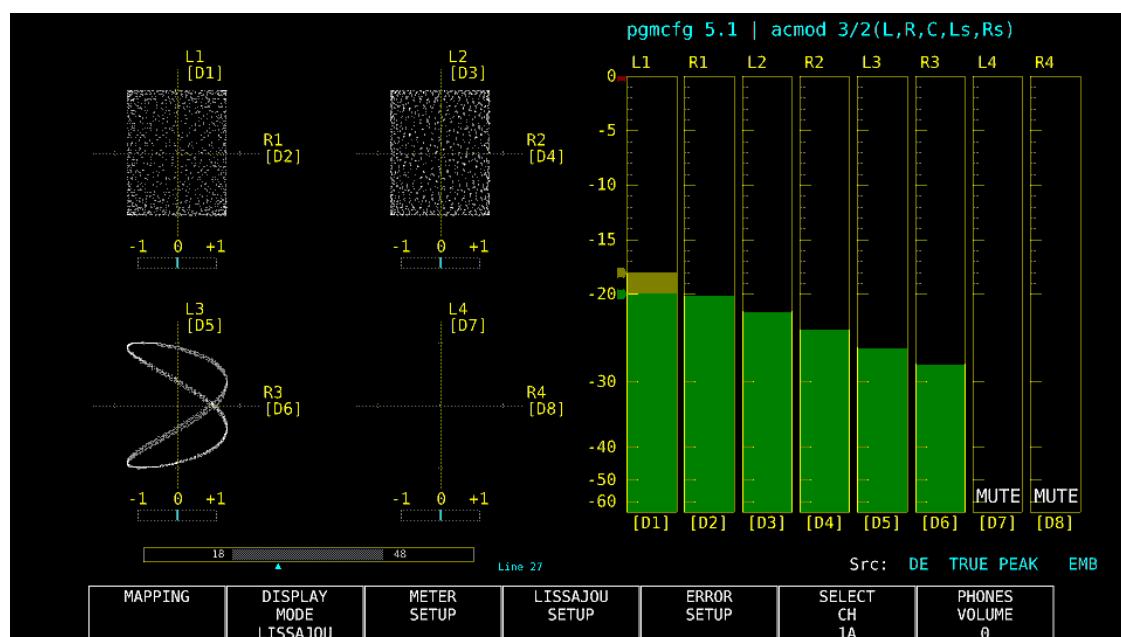 pgmcfg 5.1 | acmod 3/2(L,R,C,Ls,Rs)
L1
[D1]
R1
[D2]
-1 0 +1
L2
[D3]
R2
[D4]
-1 0 +1
L3
[D5]
R3
[D6]
-1 0 +1
L4
[D7]
R4
[D8]
-1 0 +1
L1 R1 L2 R2 L3 R3 L4 R4
0
-5
-10
-15
-20
-30
-40
-50
-60
MUTE MUTE
[D1] [D2] [D3] [D4] [D5] [D6] [D7] [D8]
18 48
Line 27
Src: DE TRUE PEAK EMB
MAPPING
DISPLAY
MODE
LISSAJOU
METER
SETUP
LISSAJOU
SETUP
ERROR
SETUP
SELECT
CH
1A
PHONES
VOLUME
0